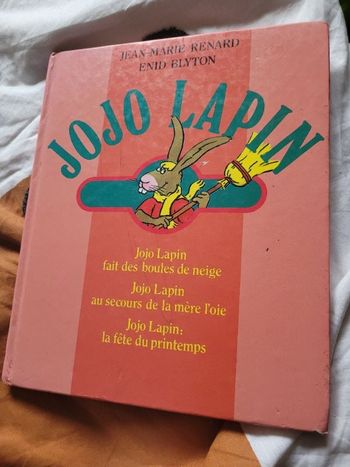 JEAN-MARIE RENARD
ENID BLYTON
JOJO LAPIN
Jojo Lapin
fait des boules de neige
Jojo Lapin
au secours de la mère l'oie
Jojo Lapin:
la fête du printemps